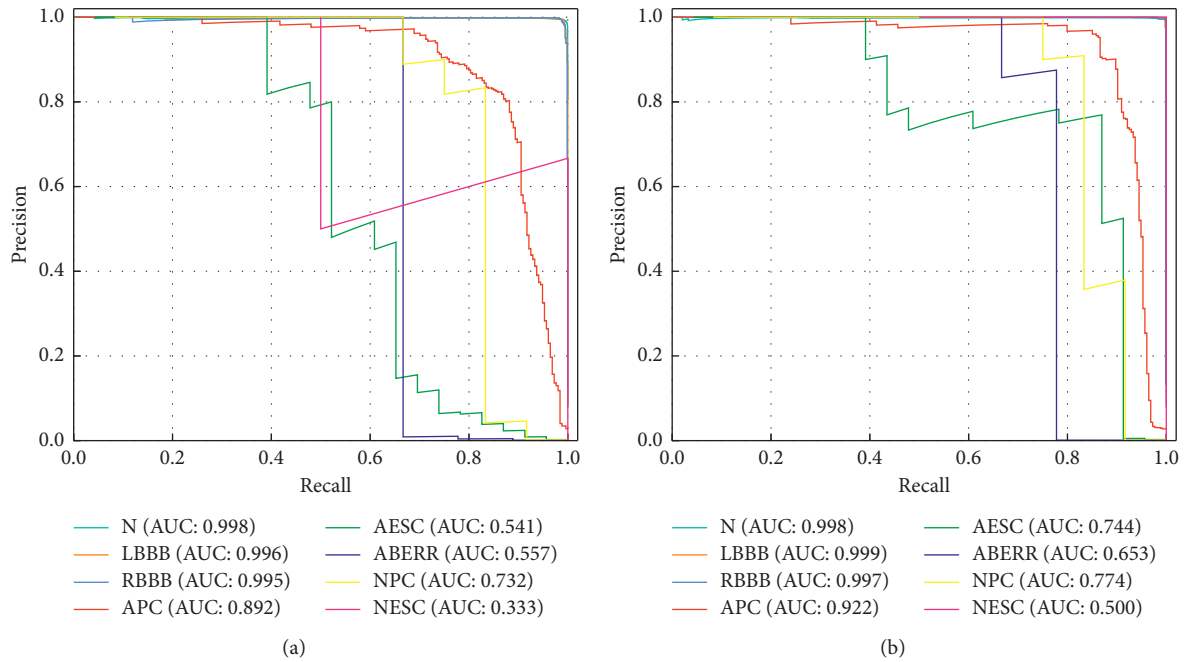 1.0
0.8
0.6
0.4
0.2
0.0
Precision
0.0 0.2 0.4 0.6 0.8 1.0
Recall
N (AUC: 0.998)
LBBB (AUC: 0.996)
RBBB (AUC: 0.995)
APC (AUC: 0.892)
AESC (AUC: 0.541)
ABERR (AUC: 0.557)
NPC (AUC: 0.732)
NESC (AUC: 0.333)
(a)
1.0
0.8
0.6
0.4
0.2
0.0
Precision
0.0 0.2 0.4 0.6 0.8 1.0
Recall
N (AUC: 0.998)
LBBB (AUC: 0.999)
RBBB (AUC: 0.997)
APC (AUC: 0.922)
AESC (AUC: 0.744)
ABERR (AUC: 0.653)
NPC (AUC: 0.774)
NESC (AUC: 0.500)
(b)